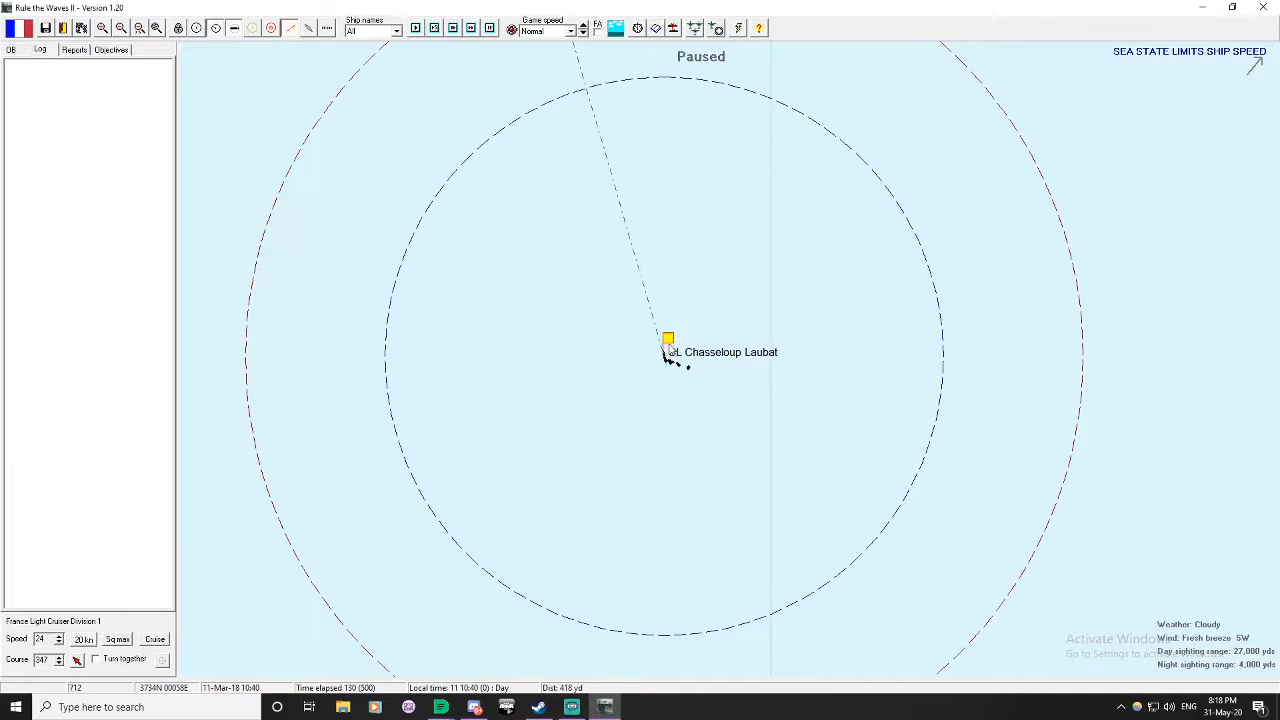 Rule the Waves II - Version 1.20
Ship names
All
Game speed
Normal
FA
OB Log Reports Objectives
Paused
SEA STATE LIMITS SHIP SPEED
CL Chasseloup Laubat
France Light Cruiser Division 1
Speed 24 20 kn Sq max Cruise
Course 347 Turn together
Weather: Cloudy
Wind: Fresh breeze SW
Day sighting range: 27,000 yds
Night sighting range: 4,000 yds
Activate Windows
Go to Settings to
712 3734N 00058E 11-Mar-18 10:40 Time elapsed 130 (500) Local time: 11 10:40 (0) : Day Dist: 418 yd
Type here to search
ENG
8:18 PM
31-May-20